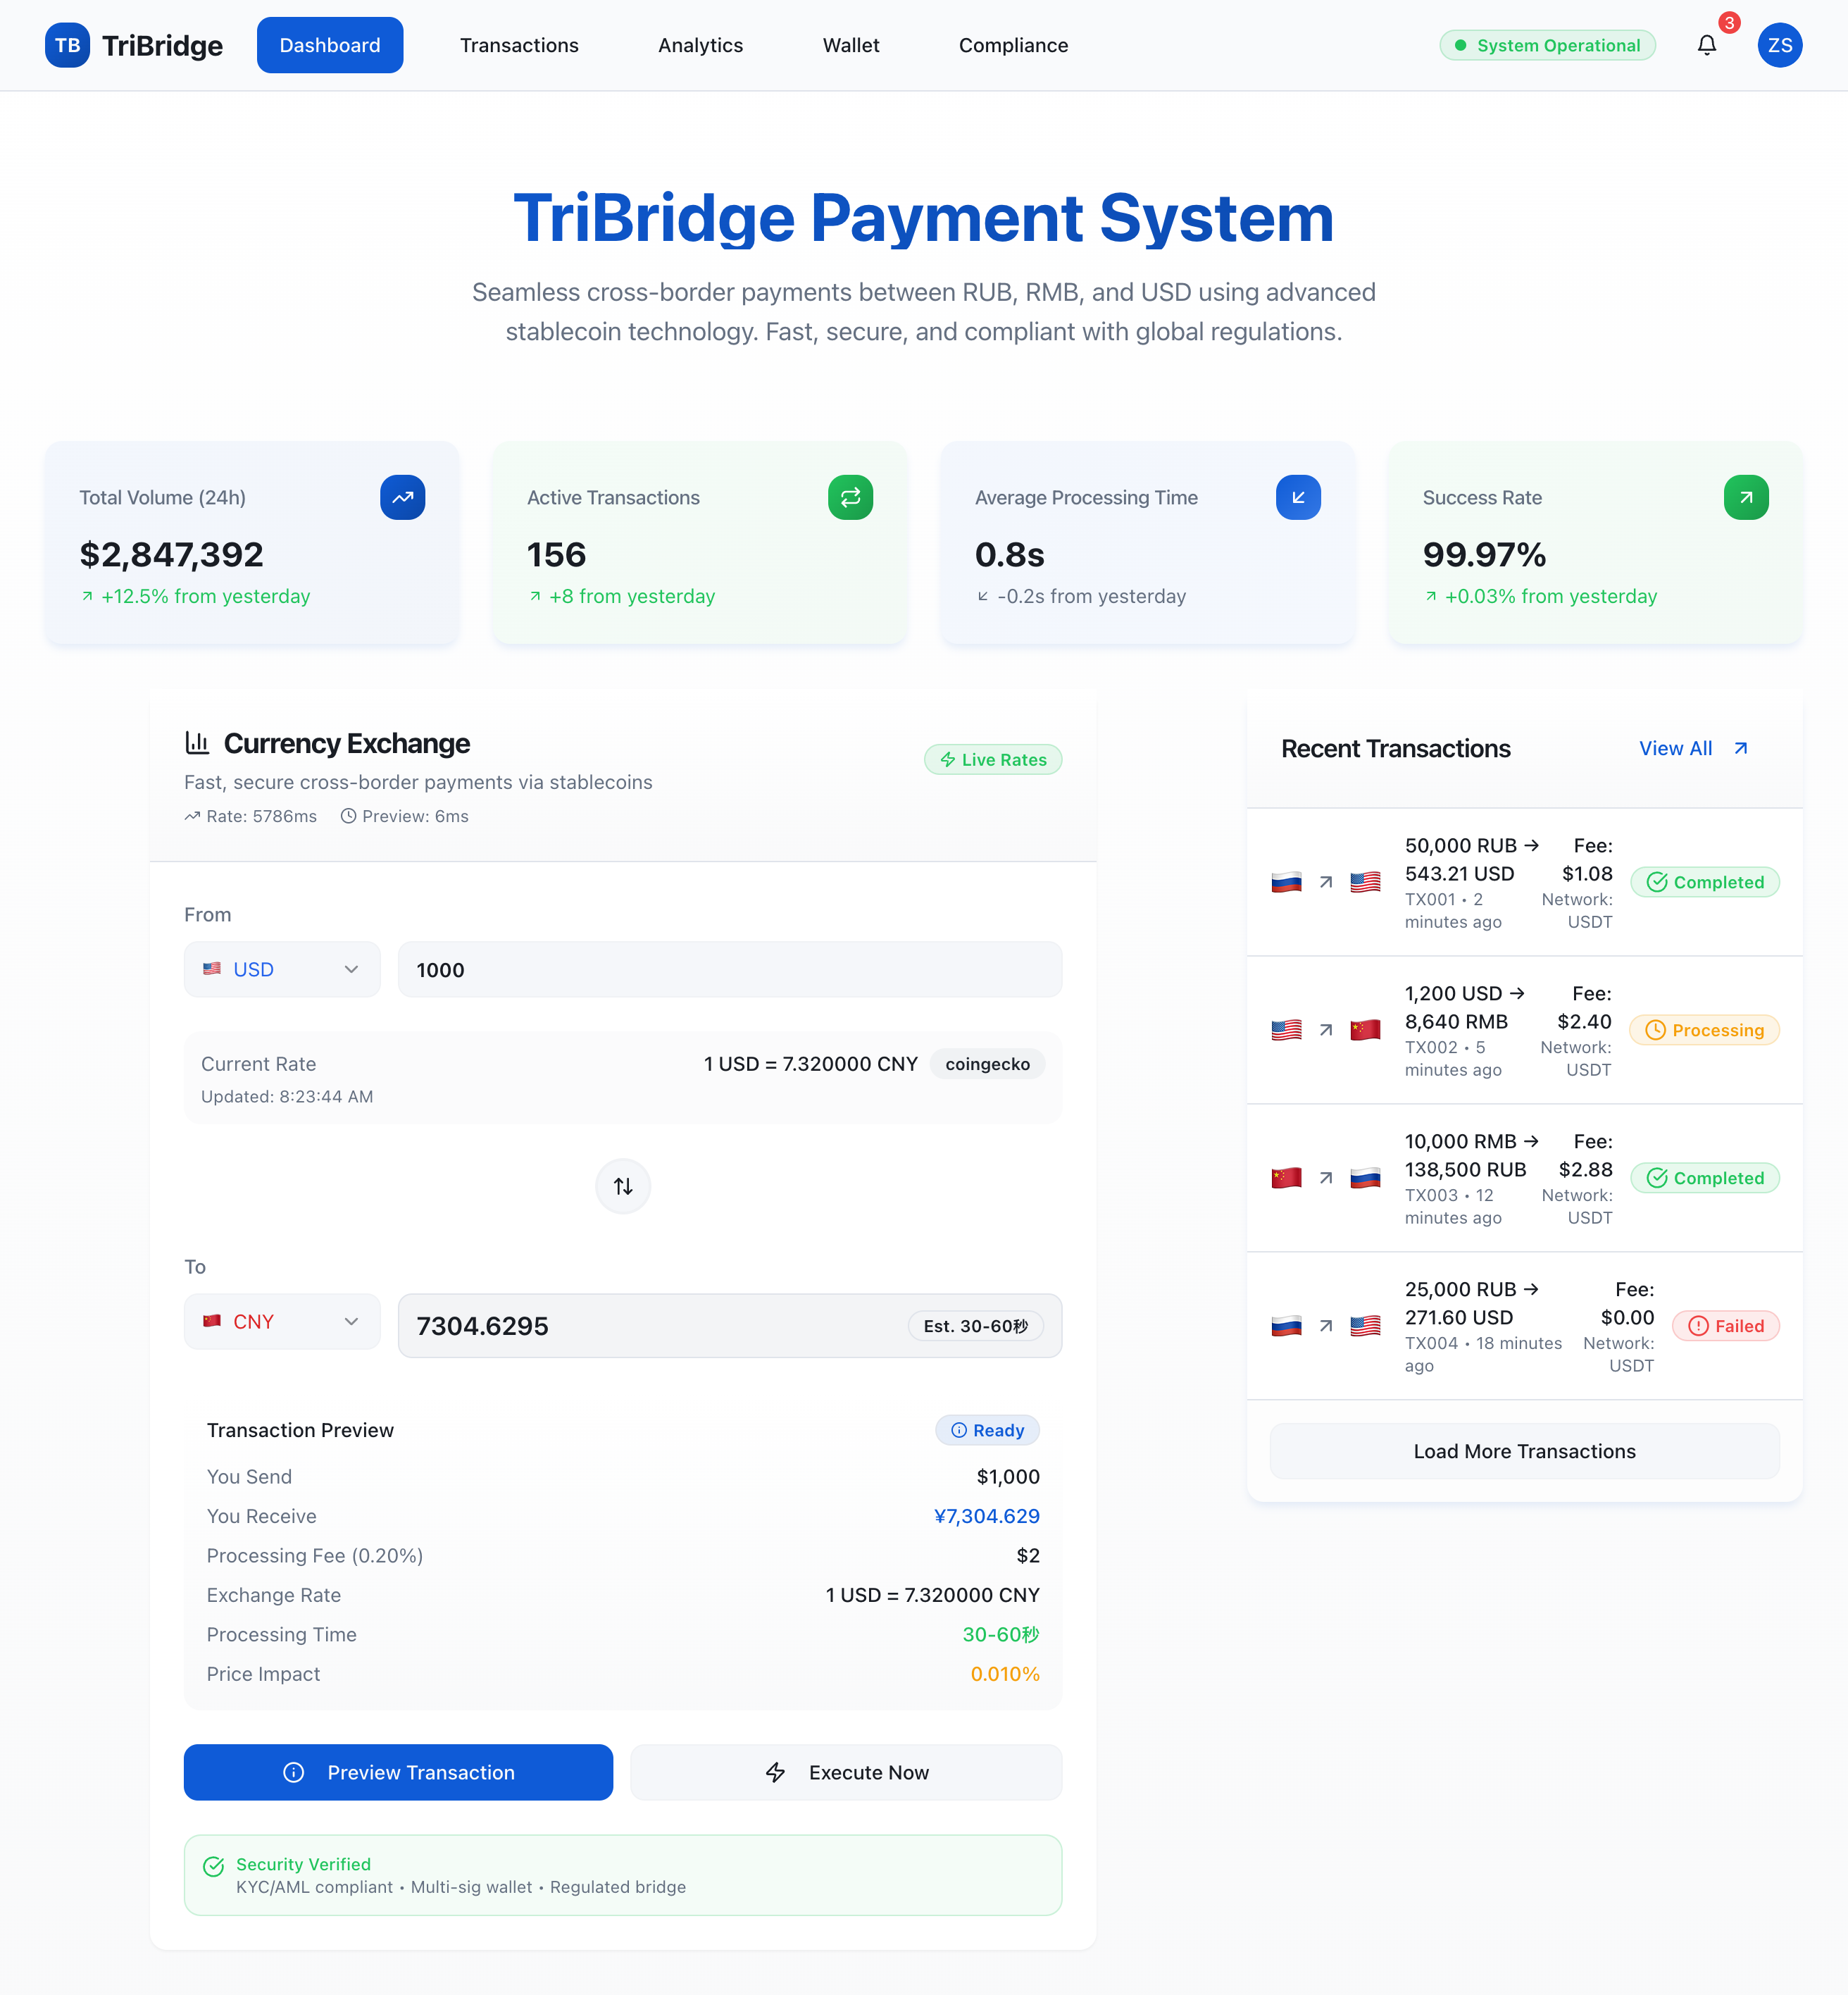 TB TriBridge Dashboard Transactions Analytics Wallet Compliance System Operational 3 ZS
TriBridge Payment System
Seamless cross-border payments between RUB, RMB, and USD using advanced
stablecoin technology. Fast, secure, and compliant with global regulations.
Total Volume (24h)
$2,847,392
+12.5% from yesterday
Active Transactions
156
+8 from yesterday
Average Processing Time
0.8s
-0.2s from yesterday
Success Rate
99.97%
+0.03% from yesterday
Currency Exchange
Fast, secure cross-border payments via stablecoins
Rate: 5786ms Preview: 6ms
Live Rates
From
USD 1000
Current Rate 1 USD = 7.320000 CNY coingecko
Updated: 8:23:44 AM
To
CNY 7304.6295 Est. 30-60秒
Transaction Preview Ready
You Send $1,000
You Receive ¥7,304.629
Processing Fee (0.20%) $2
Exchange Rate 1 USD = 7.320000 CNY
Processing Time 30-60秒
Price Impact 0.010%
Preview Transaction Execute Now
Security Verified
KYC/AML compliant • Multi-sig wallet • Regulated bridge
Recent Transactions View All
50,000 RUB →
543.21 USD
TX001 • 2
minutes ago
Fee:
$1.08
Network:
USDT
Completed
1,200 USD →
8,640 RMB
TX002 • 5
minutes ago
Fee:
$2.40
Network:
USDT
Processing
10,000 RMB →
138,500 RUB
TX003 • 12
minutes ago
Fee:
$2.88
Network:
USDT
Completed
25,000 RUB →
271.60 USD
TX004 • 18 minutes
ago
Fee:
$0.00
Network:
USDT
Failed
Load More Transactions